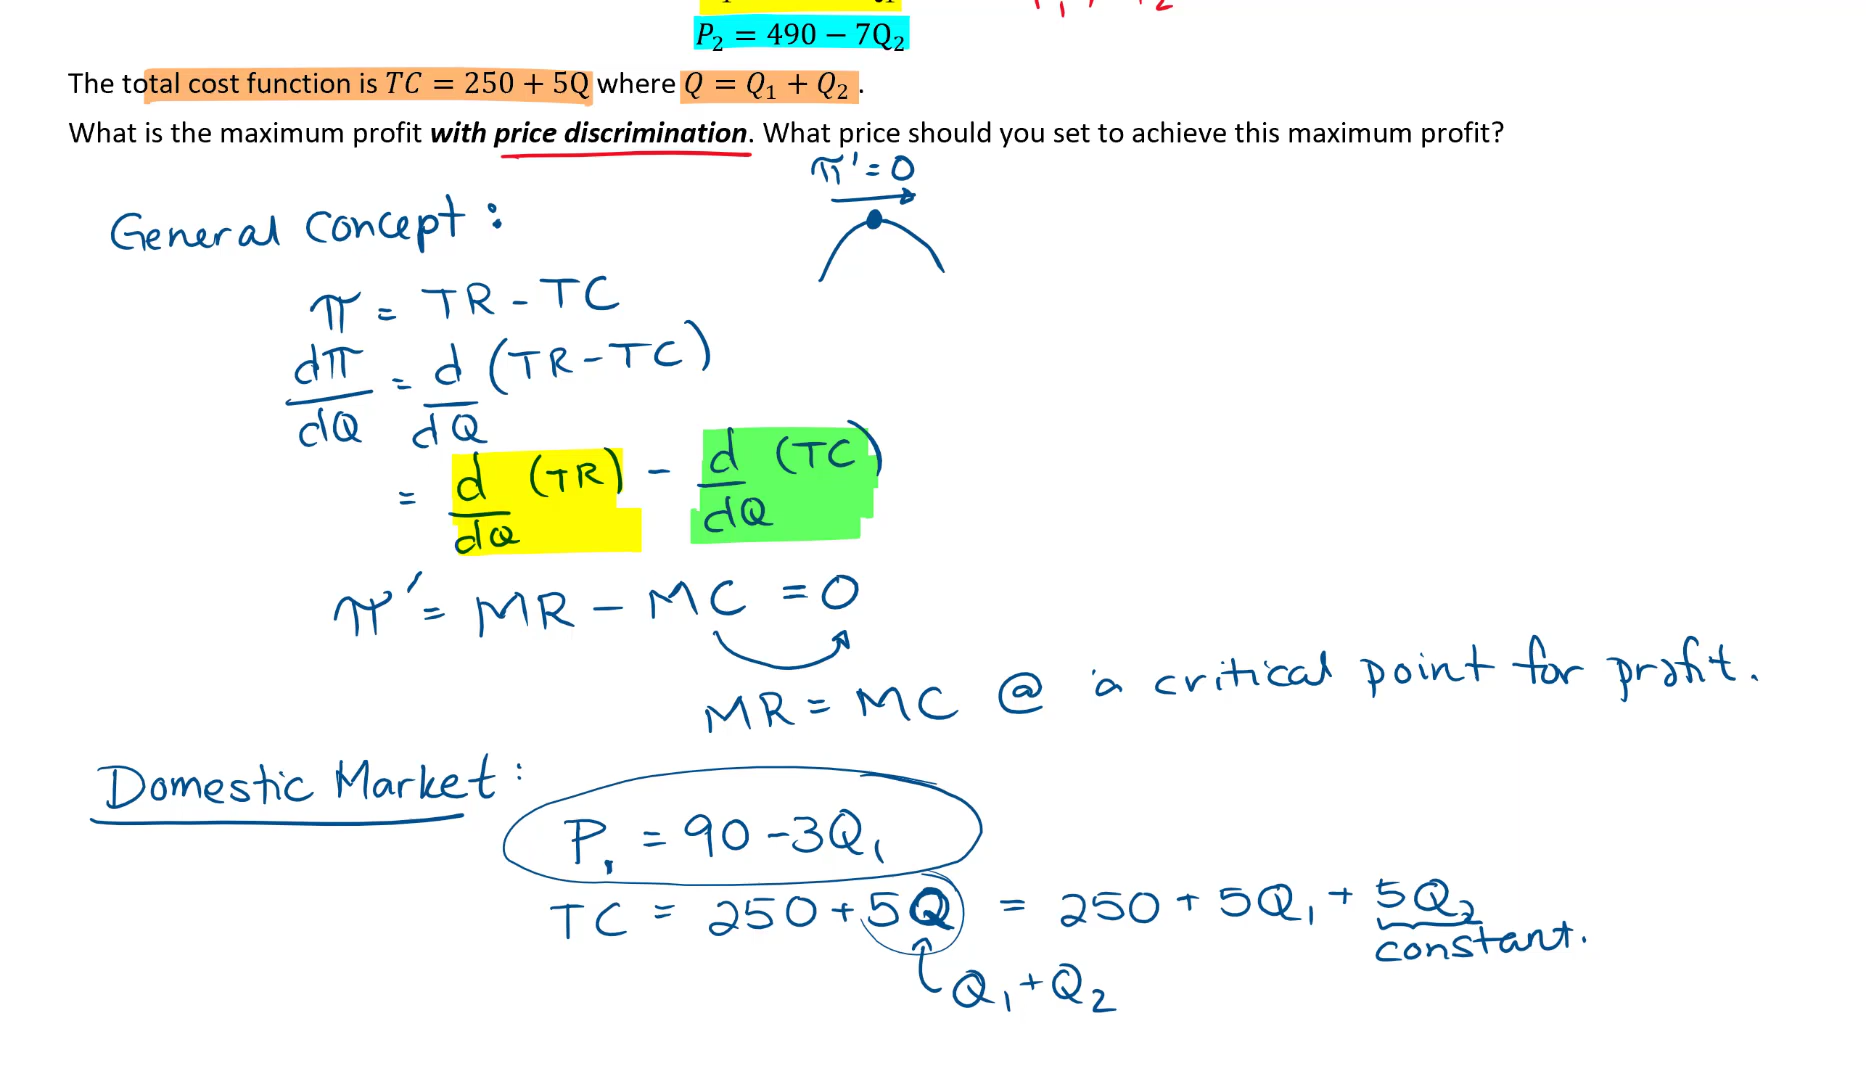 P₂ = 490 − 7Q₂
The total cost function is TC = 250 + 5Q where Q = Q₁ + Q₂ .
What is the maximum profit with price discrimination. What price should you set to achieve this maximum profit?
π' = 0
General Concept :
π = TR - TC
dπ/dQ = d/dQ (TR - TC)
= d/dQ (TR) - d/dQ (TC)
π' = MR - MC = 0
MR = MC @ a critical point for profit.
Domestic Market :
P₁ = 90 - 3Q₁
TC = 250 + 5Q = 250 + 5Q₁ + 5Q₂
constant.
Q₁ + Q₂